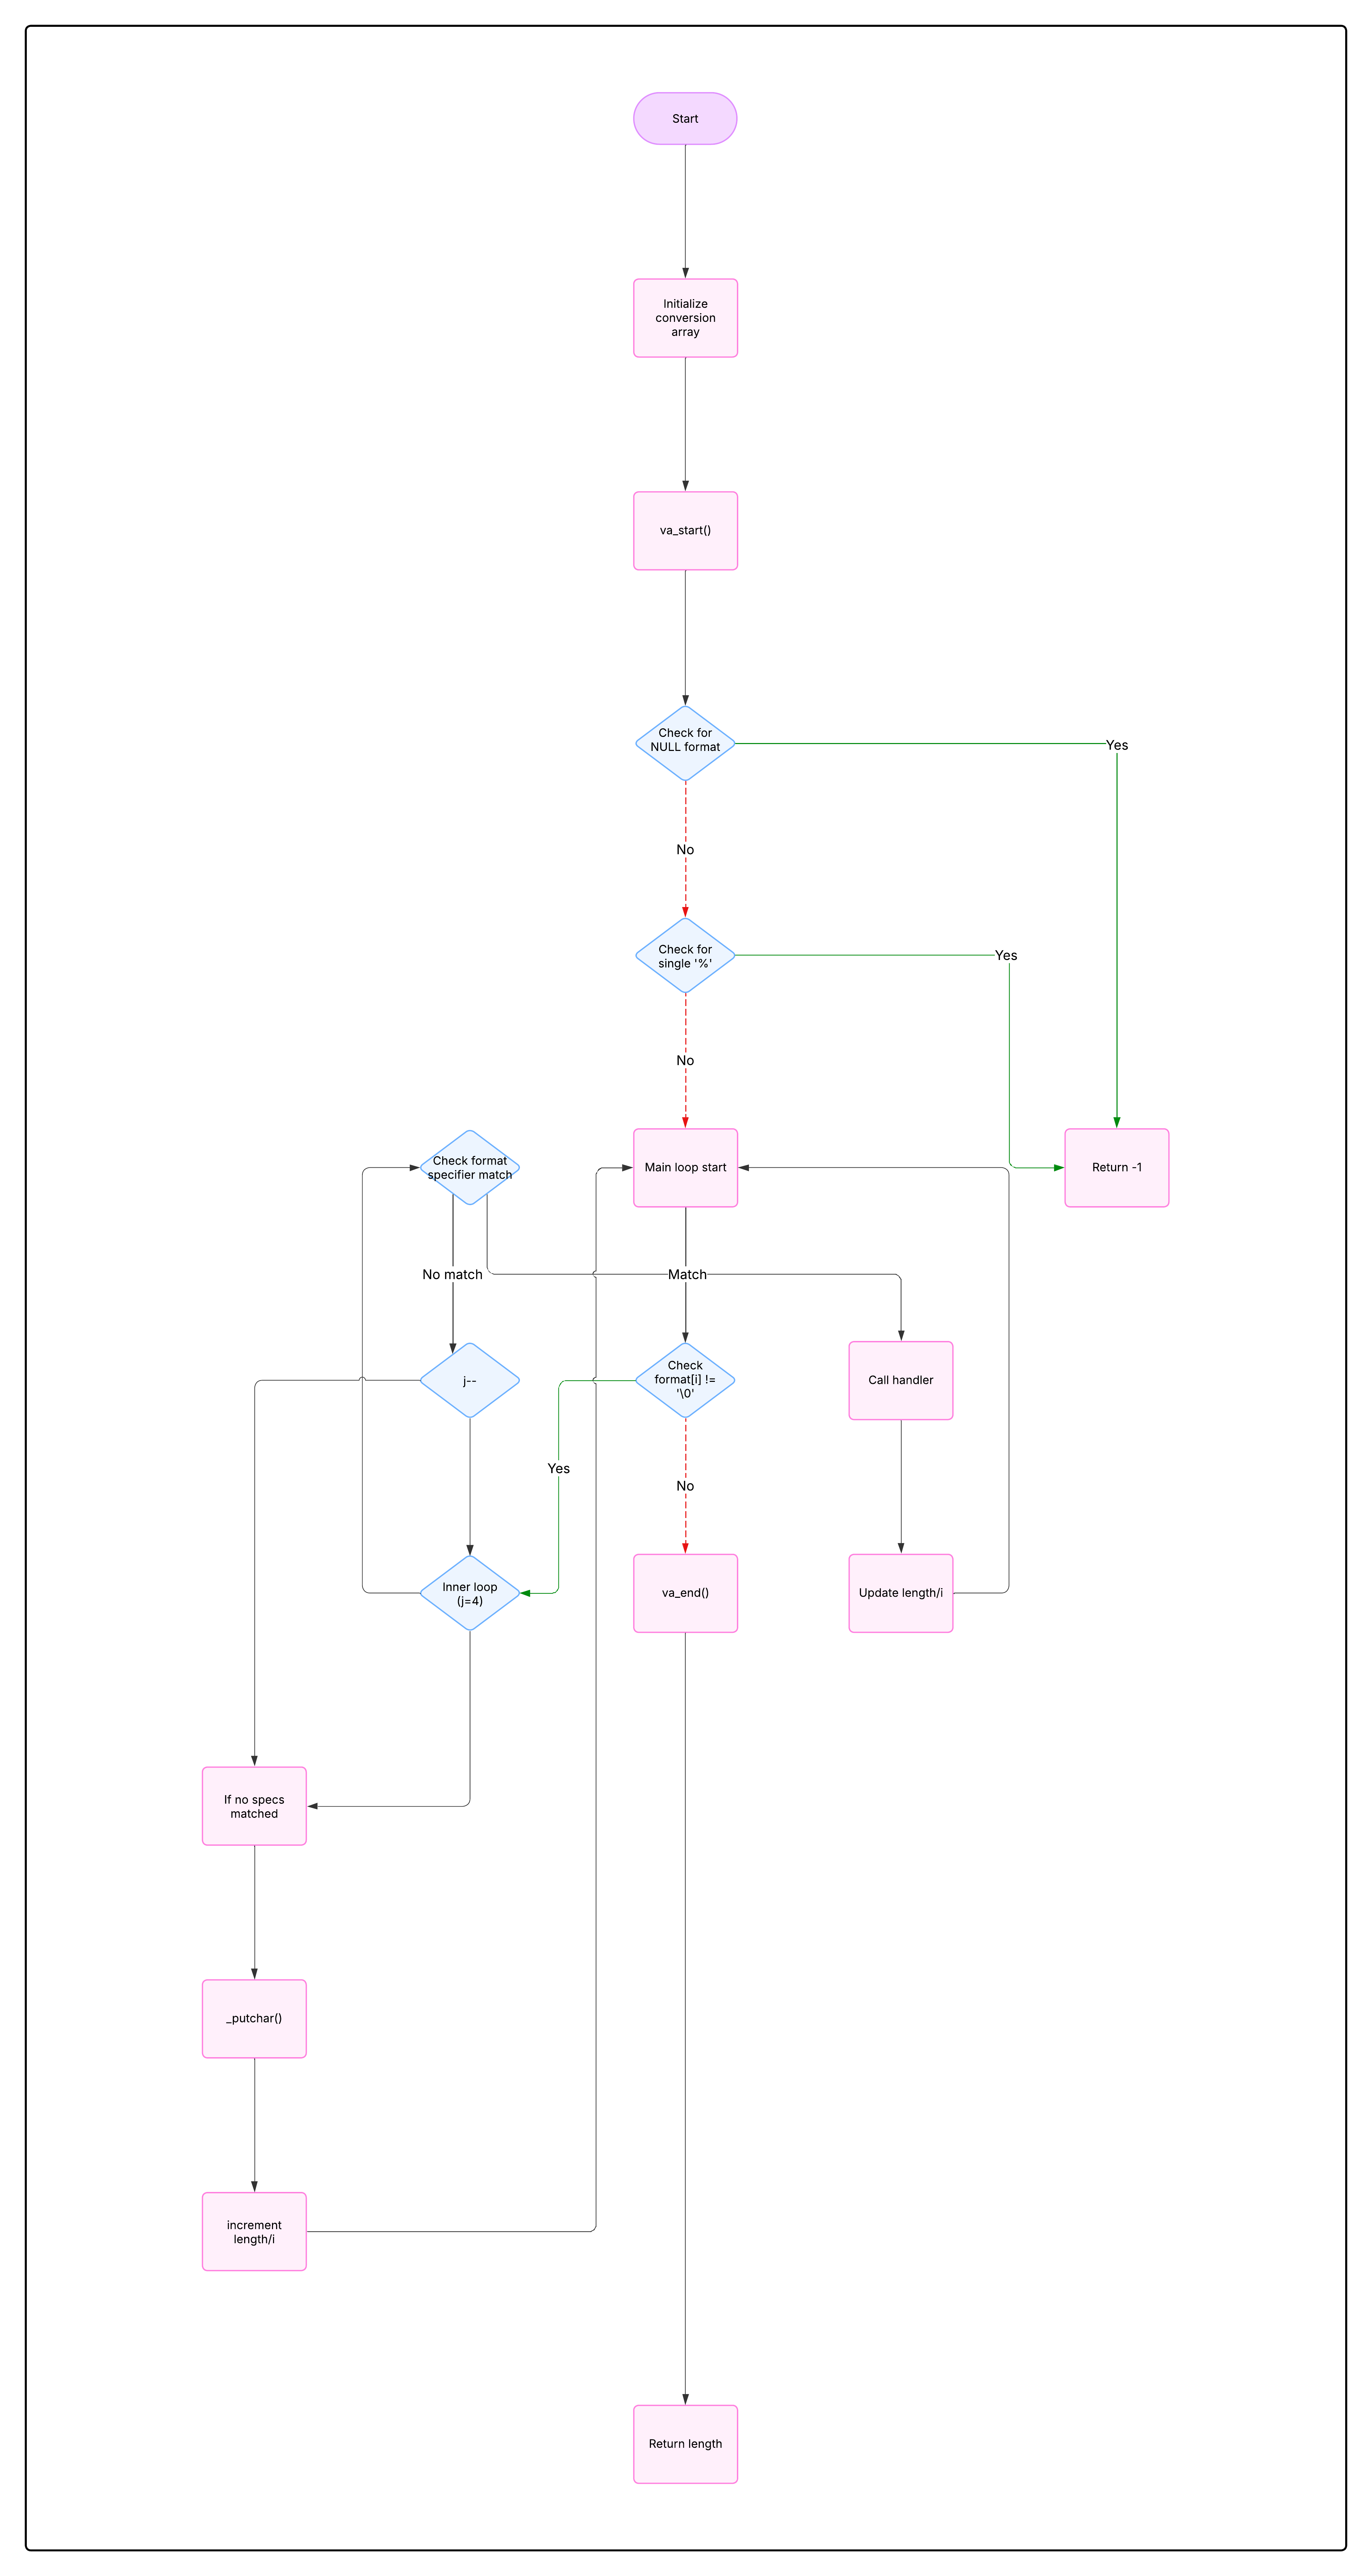 Start
Initialize
conversion
array
va_start()
Check for
NULL format
Yes
No
Check for
single '%'
Yes
No
Check format
specifier match
Main loop start
Return -1
No match
Match
j--
Check
format[i] !=
'\0'
Call handler
Yes
No
Inner loop
(j=4)
va_end()
Update length/i
If no specs
matched
_putchar()
increment
length/i
Return length